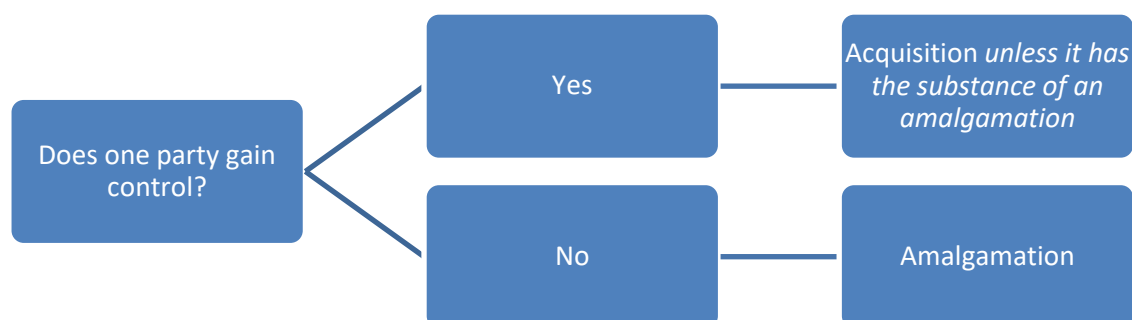 Does one party gain
control?
Yes
Acquisition unless it has
the substance of an
amalgamation
No
Amalgamation